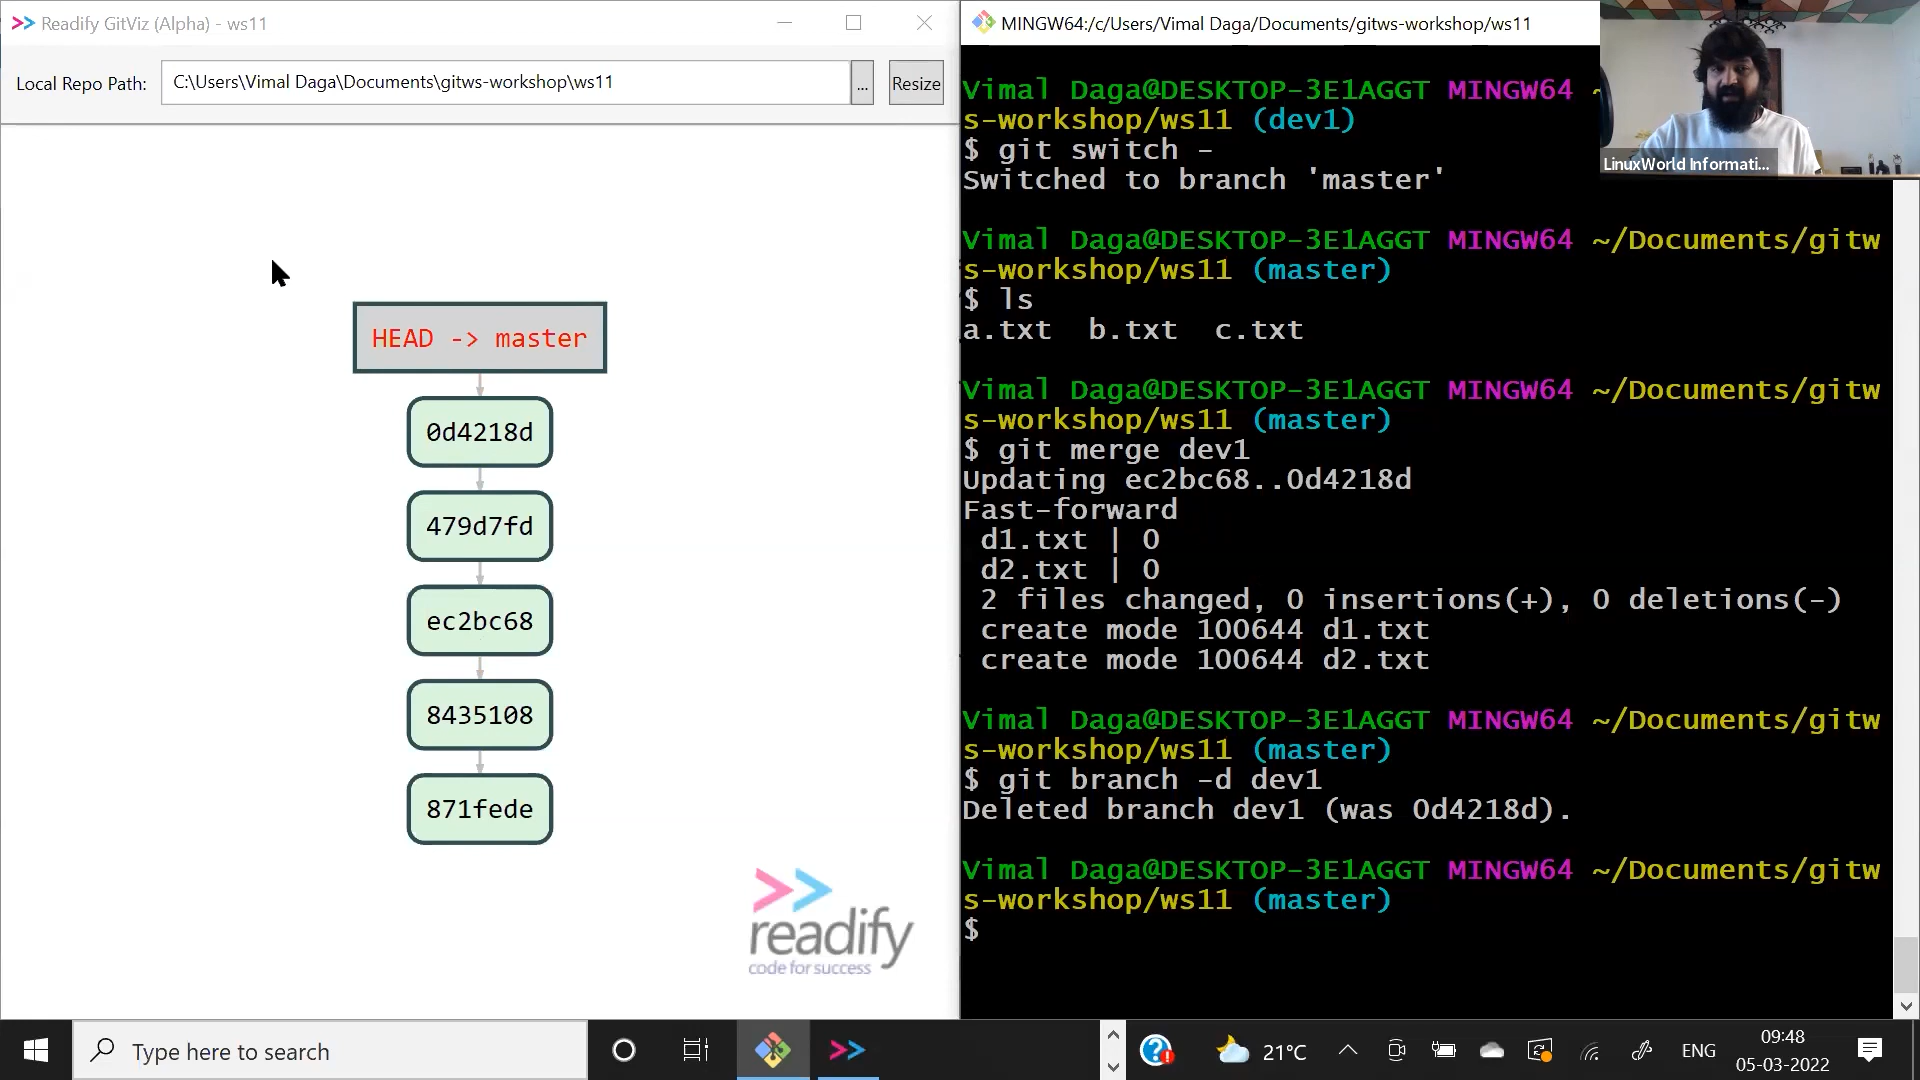 Readify GitViz (Alpha) - ws11
Local Repo Path:
C:\Users\Vimal Daga\Documents\gitws-workshop\ws11
...
Resize
HEAD -> master
0d4218d
479d7fd
ec2bc68
8435108
871fede
readify
code for success
MINGW64:/c/Users/Vimal Daga/Documents/gitws-workshop/ws11
Vimal Daga@DESKTOP-3E1AGGT MINGW64 ~
s-workshop/ws11 (dev1)
$ git switch -
Switched to branch 'master'
Vimal Daga@DESKTOP-3E1AGGT MINGW64 ~/Documents/gitw
s-workshop/ws11 (master)
$ ls
a.txt  b.txt  c.txt
Vimal Daga@DESKTOP-3E1AGGT MINGW64 ~/Documents/gitw
s-workshop/ws11 (master)
$ git merge dev1
Updating ec2bc68..0d4218d
Fast-forward
d1.txt | 0
d2.txt | 0
2 files changed, 0 insertions(+), 0 deletions(-)
create mode 100644 d1.txt
create mode 100644 d2.txt
Vimal Daga@DESKTOP-3E1AGGT MINGW64 ~/Documents/gitw
s-workshop/ws11 (master)
$ git branch -d dev1
Deleted branch dev1 (was 0d4218d).
Vimal Daga@DESKTOP-3E1AGGT MINGW64 ~/Documents/gitw
s-workshop/ws11 (master)
$
LinuxWorld Informati...
Type here to search
21°C
ENG
09:48
05-03-2022